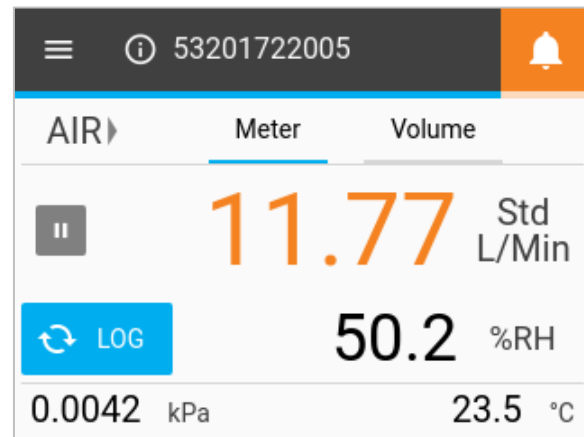 53201722005
AIR Meter Volume
11.77 Std L/Min
LOG 50.2 %RH
0.0042 kPa 23.5 °C